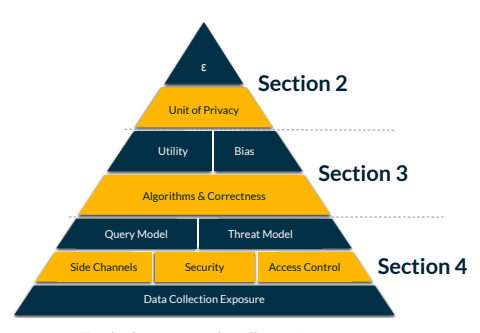 ε
Section 2
Unit of Privacy
Utility
Bias
Section 3
Algorithms & Correctness
Query Model
Threat Model
Side Channels
Security
Access Control
Section 4
Data Collection Exposure